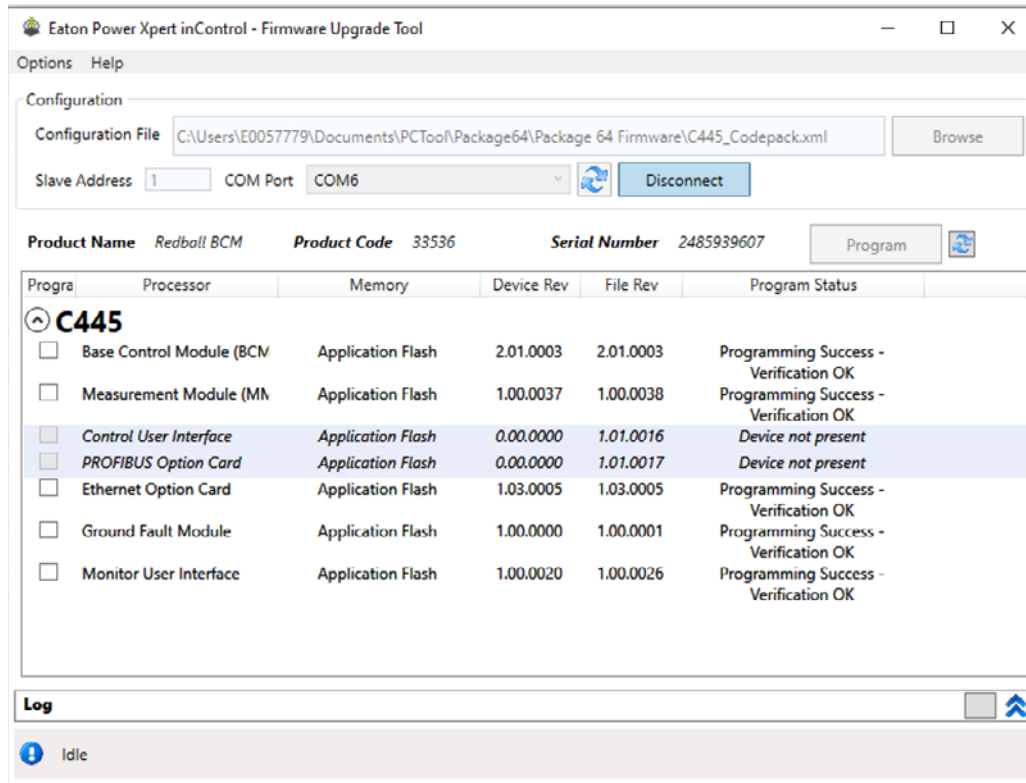 Eaton Power Xpert inControl - Firmware Upgrade Tool
Options Help
Configuration
Configuration File C:\Users\E0057779\Documents\PCTool\Package64\Package 64 Firmware\C445_Codepack.xml Browse
Slave Address 1 COM Port COM6 Disconnect
Product Name Redball BCM Product Code 33536 Serial Number 2485939607 Program
Progra Processor Memory Device Rev File Rev Program Status
C445
Base Control Module (BCM Application Flash 2.01.0003 2.01.0003 Programming Success -
Verification OK
Measurement Module (MM Application Flash 1.00.0037 1.00.0038 Programming Success -
Verification OK
Control User Interface Application Flash 0.00.0000 1.01.0016 Device not present
PROFIBUS Option Card Application Flash 0.00.0000 1.01.0017 Device not present
Ethernet Option Card Application Flash 1.03.0005 1.03.0005 Programming Success -
Verification OK
Ground Fault Module Application Flash 1.00.0000 1.00.0001 Programming Success -
Verification OK
Monitor User Interface Application Flash 1.00.0020 1.00.0026 Programming Success -
Verification OK
Log
Idle